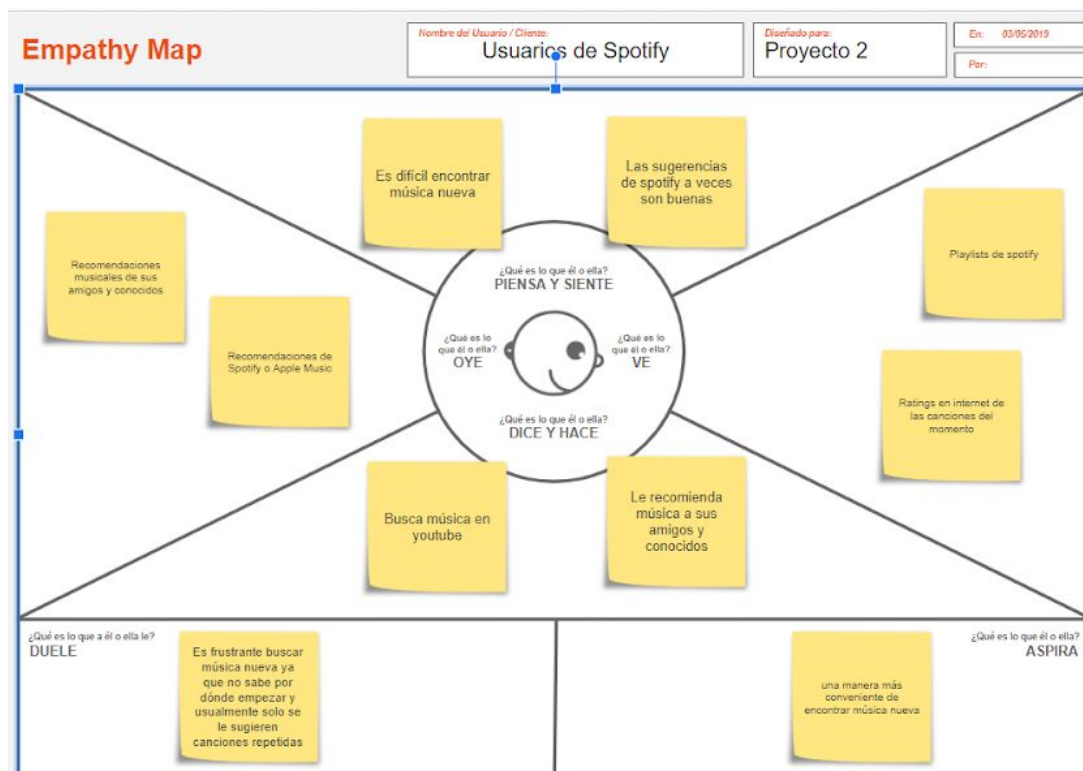 Empathy Map
Nombre del Usuario / Cliente:
Usuarios de Spotify
Diseñado para:
Proyecto 2
En: 03/05/2019
Por:
Es difícil encontrar
música nueva
Las sugerencias
de spotify a veces
son buenas
Recomendaciones
musicales de sus
amigos y conocidos
Recomendaciones de
Spotify o Apple Music
Playlists de spotify
Ratings en internet de
las canciones del
momento
¿Qué es lo que él o ella?
PIENSA Y SIENTE
¿Qué es lo
que él o ella?
OYE
¿Qué es lo
que él o ella?
VE
¿Qué es lo que él o ella?
DICE Y HACE
Busca música en
youtube
Le recomienda
música a sus
amigos y
conocidos
¿Qué es lo que a él o ella le?
DUELE
Es frustrante buscar
música nueva ya
que no sabe por
dónde empezar y
usualmente solo se
le sugieren
canciones repetidas
¿Qué es lo que él o ella?
ASPIRA
una manera más
conveniente de
encontrar música nueva